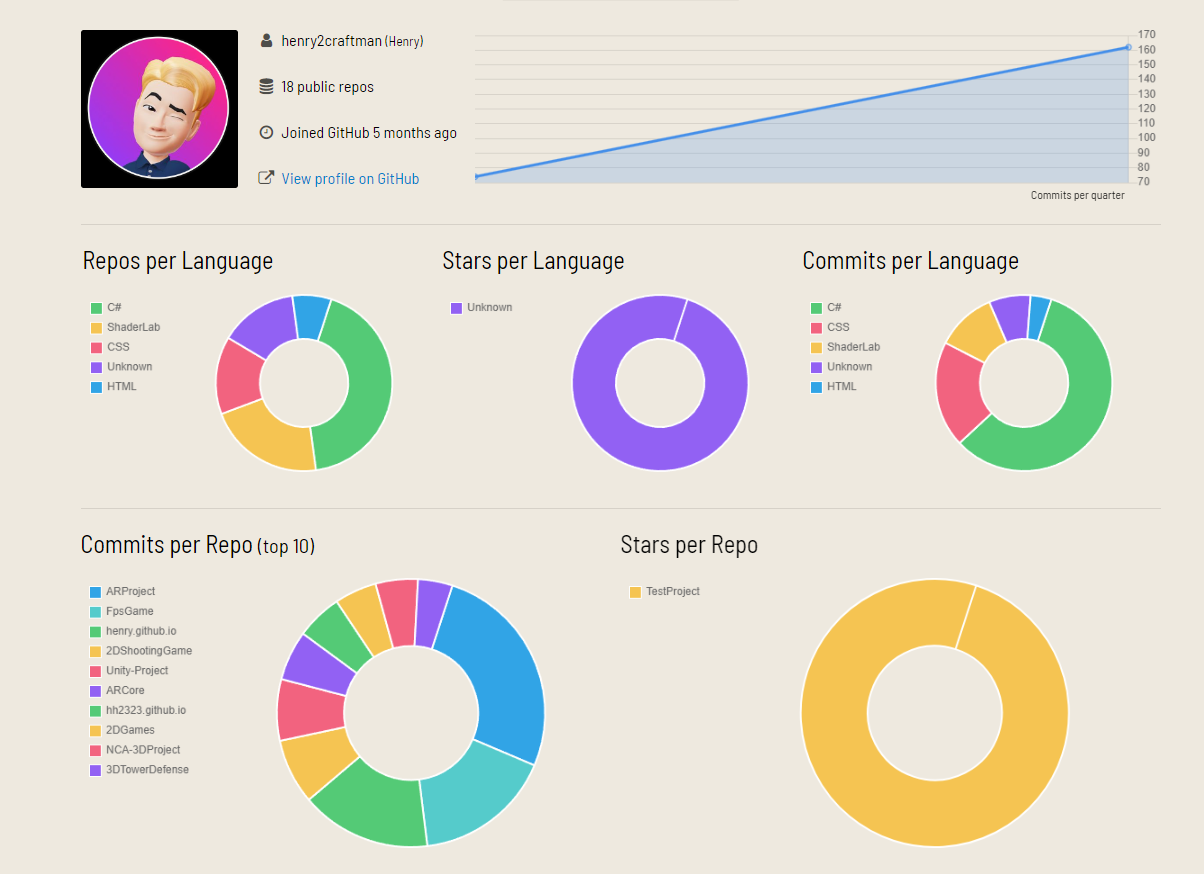 henry2craftman (Henry)
18 public repos
Joined GitHub 5 months ago
View profile on GitHub
170
160
150
140
130
120
110
100
90
80
70
Commits per quarter
Repos per Language
C#
ShaderLab
CSS
Unknown
HTML
Stars per Language
Unknown
Commits per Language
C#
CSS
ShaderLab
Unknown
HTML
Commits per Repo (top 10)
ARProject
FpsGame
henry.github.io
2DShootingGame
Unity-Project
ARCore
hh2323.github.io
2DGames
NCA-3DProject
3DTowerDefense
Stars per Repo
TestProject